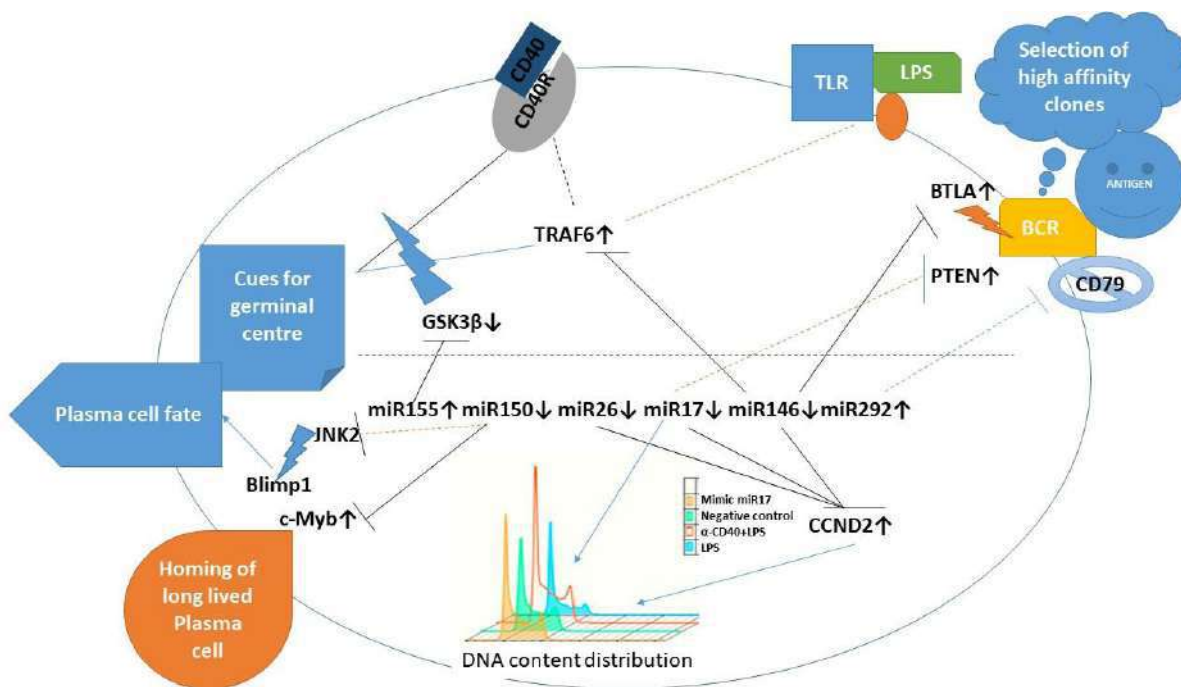 CD40
CD40R
TLR
LPS
Selection of
high affinity
clones
ANTIGEN
BTLA↑
BCR
TRAF6↑
PTEN↑
CD79
Cues for
germinal
centre
GSK3β↓
Plasma cell fate
miR155↑ miR150↓ miR26↓ miR17↓ miR146↓ miR292↑
JNK2
Blimp1
c-Myb↑
Mimic miR17
Negative control
α-CD40+LPS
LPS
CCND2↑
Homing of
long lived
Plasma
cell
DNA content distribution